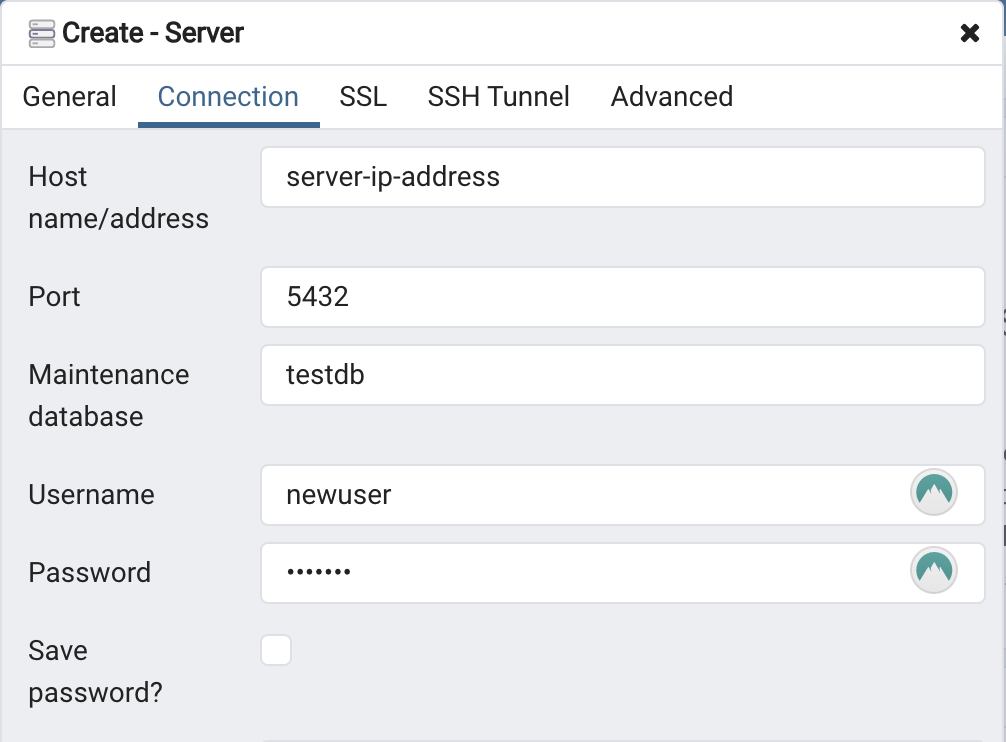 Create - Server
General Connection SSL SSH Tunnel Advanced
Host server-ip-address
name/address
Port 5432
Maintenance testdb
database
Username newuser
Password •••••••
Save
password?